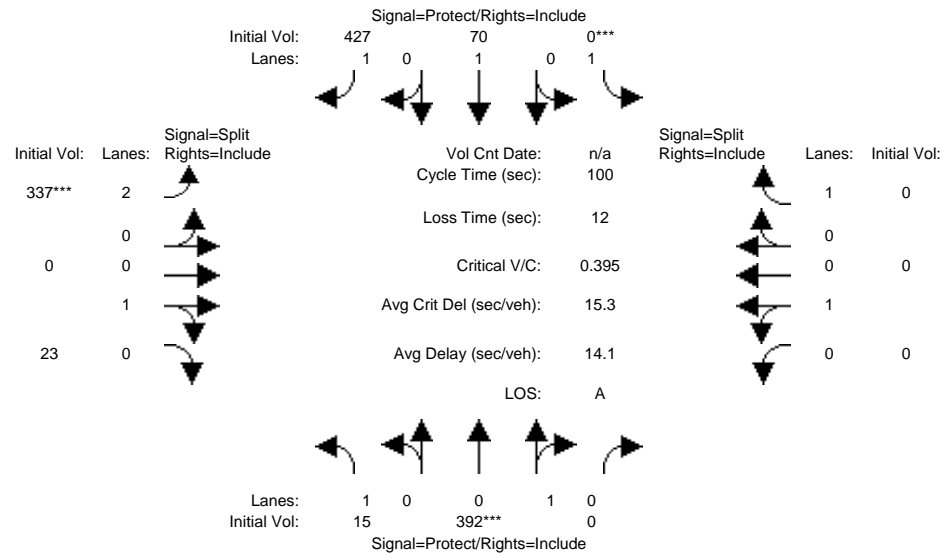 Signal=Protect/Rights=Include
Initial Vol: 427 70 0***
Lanes: 1 0 1 0 1
Signal=Split
Initial Vol: Lanes: Rights=Include
Vol Cnt Date: n/a
Signal=Split
Rights=Include Lanes: Initial Vol:
Cycle Time (sec): 100
337*** 2
1 0
Loss Time (sec): 12
0
0
0 0
Critical V/C: 0.395
0 0
1
Avg Crit Del (sec/veh): 15.3
1
23 0
Avg Delay (sec/veh): 14.1
0 0
LOS: A
Lanes: 1 0 0 1 0
Initial Vol: 15 392*** 0
Signal=Protect/Rights=Include